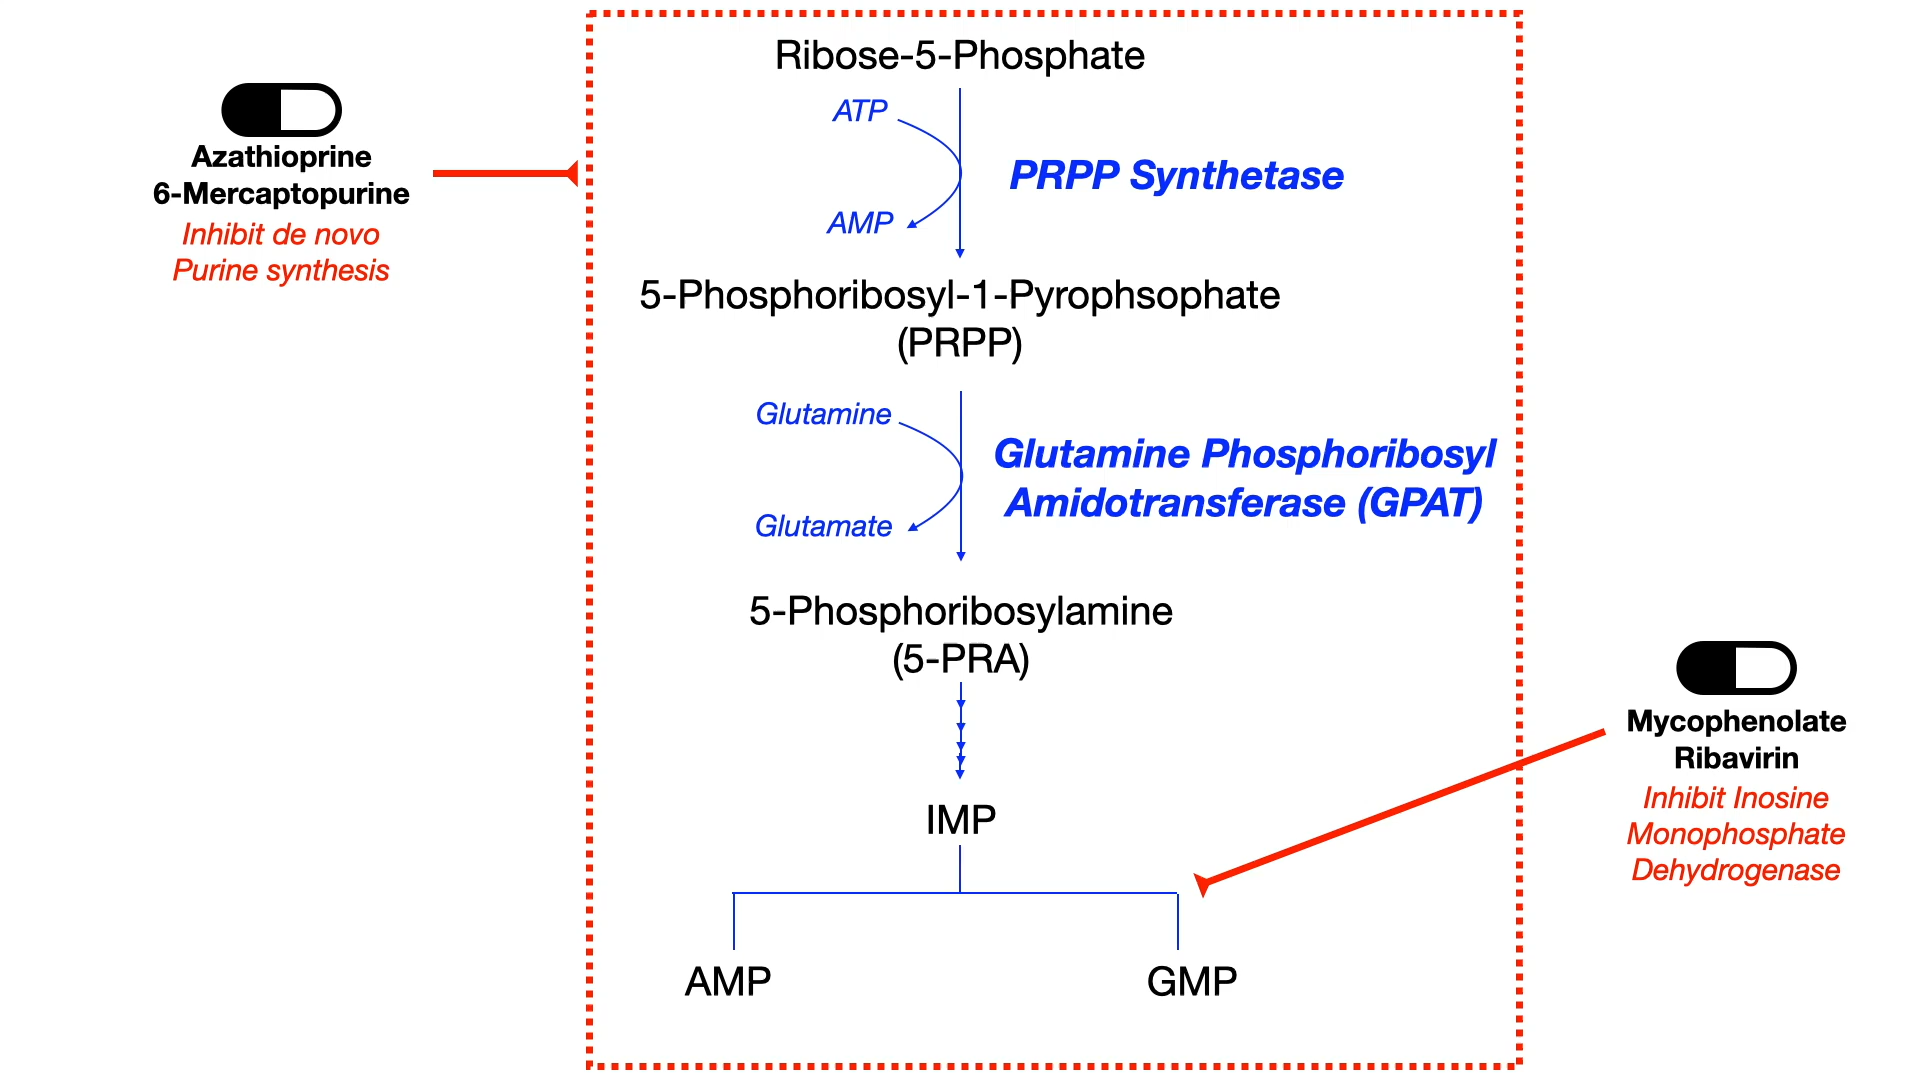 Ribose-5-Phosphate
ATP
PRPP Synthetase
AMP
Azathioprine
6-Mercaptopurine
Inhibit de novo
Purine synthesis
5-Phosphoribosyl-1-Pyrophsophate
(PRPP)
Glutamine
Glutamine Phosphoribosyl
Amidotransferase (GPAT)
Glutamate
5-Phosphoribosylamine
(5-PRA)
Mycophenolate
Ribavirin
Inhibit Inosine
Monophosphate
Dehydrogenase
IMP
AMP
GMP